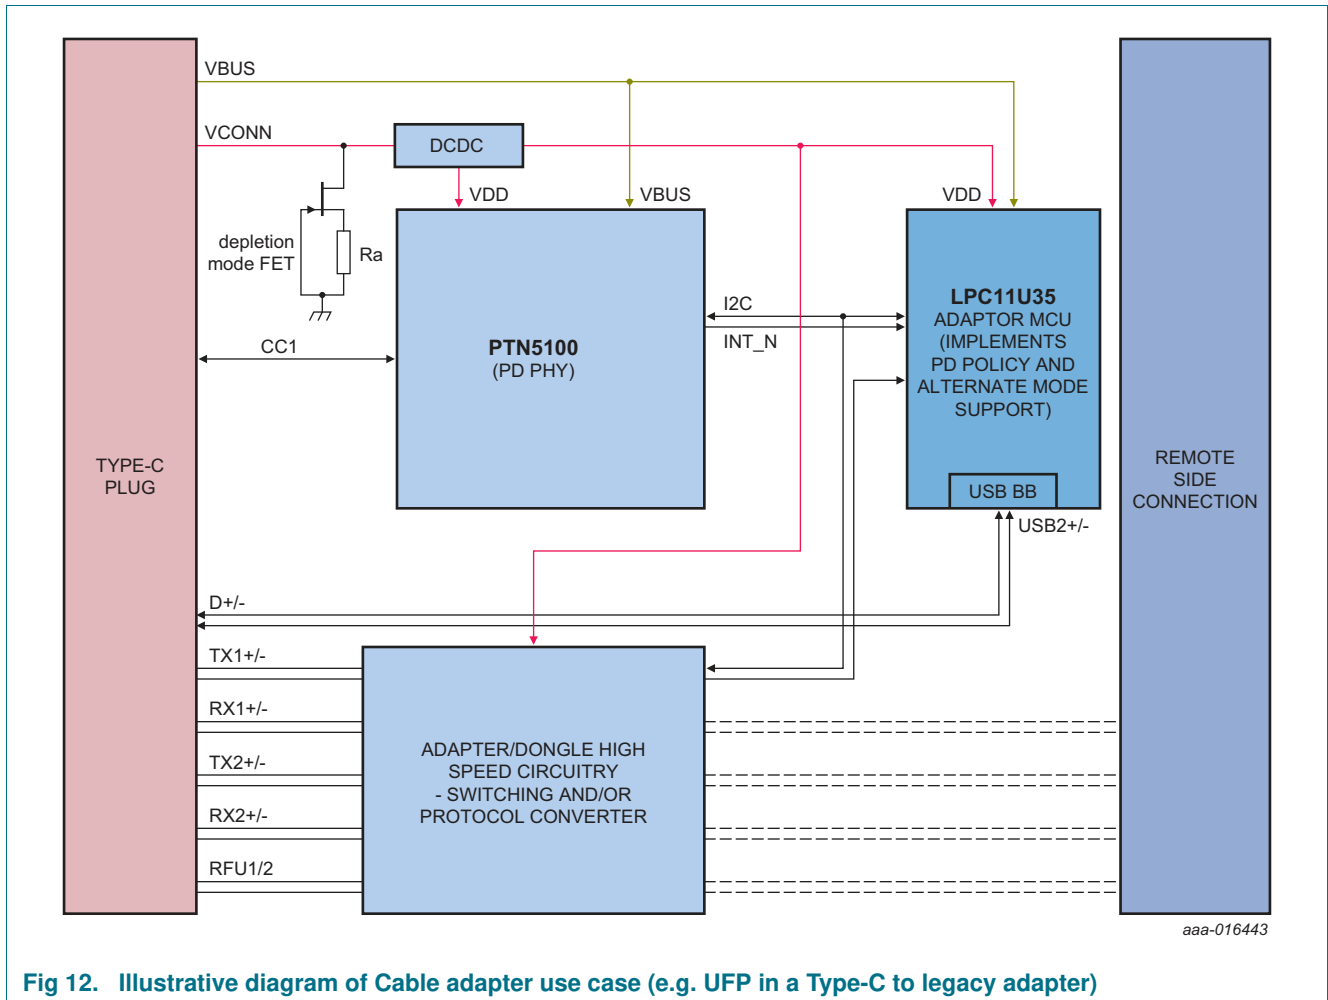 VBUS
VCONN
DCDC
VDD
VBUS
VDD
depletion
mode FET
Ra
I2C
INT_N
LPC11U35
ADAPTOR MCU
(IMPLEMENTS
PD POLICY AND
ALTERNATE MODE
SUPPORT)
CC1
PTN5100
(PD PHY)
TYPE-C
PLUG
REMOTE
SIDE
CONNECTION
USB BB
USB2+/-
D+/-
TX1+/-
RX1+/-
TX2+/-
RX2+/-
RFU1/2
ADAPTER/DONGLE HIGH
SPEED CIRCUITRY
- SWITCHING AND/OR
PROTOCOL CONVERTER
aaa-016443
Fig 12. Illustrative diagram of Cable adapter use case (e.g. UFP in a Type-C to legacy adapter)